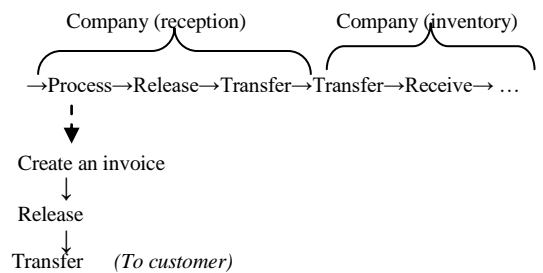 Company (reception) Company (inventory)
→Process→Release→Transfer→Transfer→Receive→ …
Create an invoice
↓
Release
↓
Transfer (To customer)